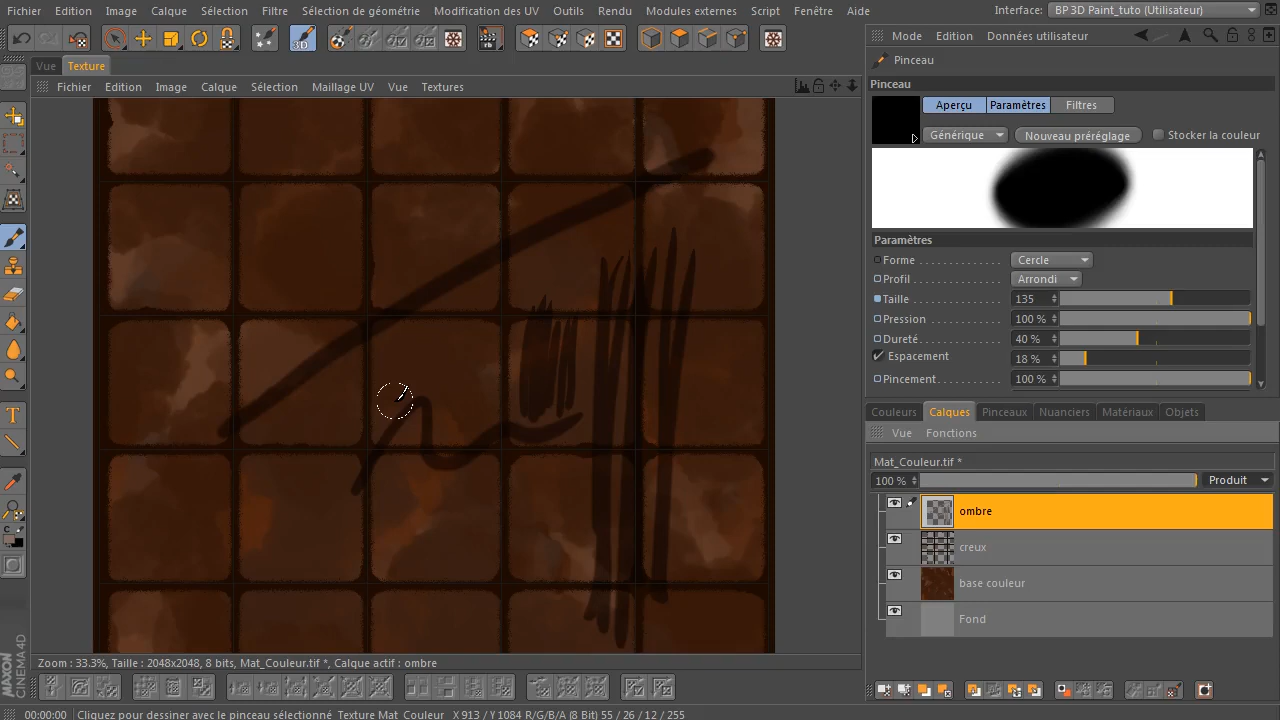 Fichier Edition Image Calque Sélection Filtre Sélection de géométrie Modification des UV Outils Rendu Modules externes Script Fenêtre Aide Interface: BP 3D Paint_tuto (Utilisateur)
3D
Mode Edition Données utilisateur
Vue Texture
Pinceau
Fichier Edition Image Calque Sélection Maillage UV Vue Textures
Pinceau
Aperçu Paramètres Filtres
Générique Nouveau préréglage Stocker la couleur
Paramètres
Forme Cercle
Profil Arrondi
Taille 135
Pression 100 %
Dureté 40 %
Espacement 18 %
Pincement 100 %
Couleurs Calques Pinceaux Nuanciers Matériaux Objets
Vue Fonctions
Mat_Couleur.tif *
100 % Produit
ombre
creux
base couleur
Fond
T
C
MAXON
CINEMA 4D
Zoom : 33.3%, Taille : 2048x2048, 8 bits, Mat_Couleur.tif *, Calque actif : ombre
00:00:00 Cliquez pour dessiner avec le pinceau sélectionné Texture Mat_Couleur X 913 / Y 1084 R/G/B/A (8 Bit) 55 / 26 / 12 / 255